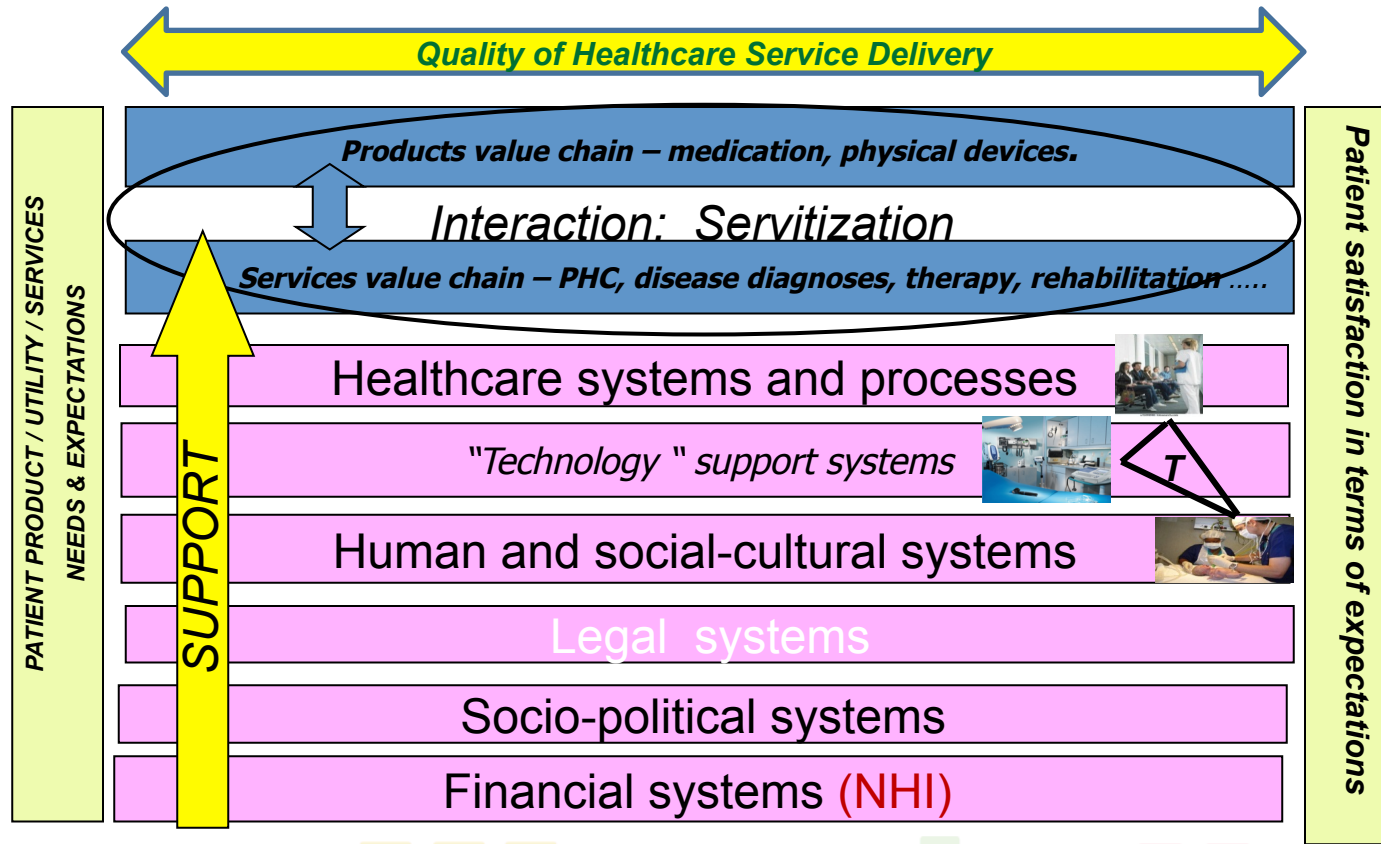 Quality of Healthcare Service Delivery
PATIENT PRODUCT / UTILITY / SERVICES
NEEDS & EXPECTATIONS
Products value chain – medication, physical devices.
Interaction: Servitization
Services value chain – PHC, disease diagnoses, therapy, rehabilitation .....
SUPPORT
Healthcare systems and processes
"Technology " support systems
T
Human and social-cultural systems
Legal systems
Socio-political systems
Financial systems (NHI)
Patient satisfaction in terms of expectations